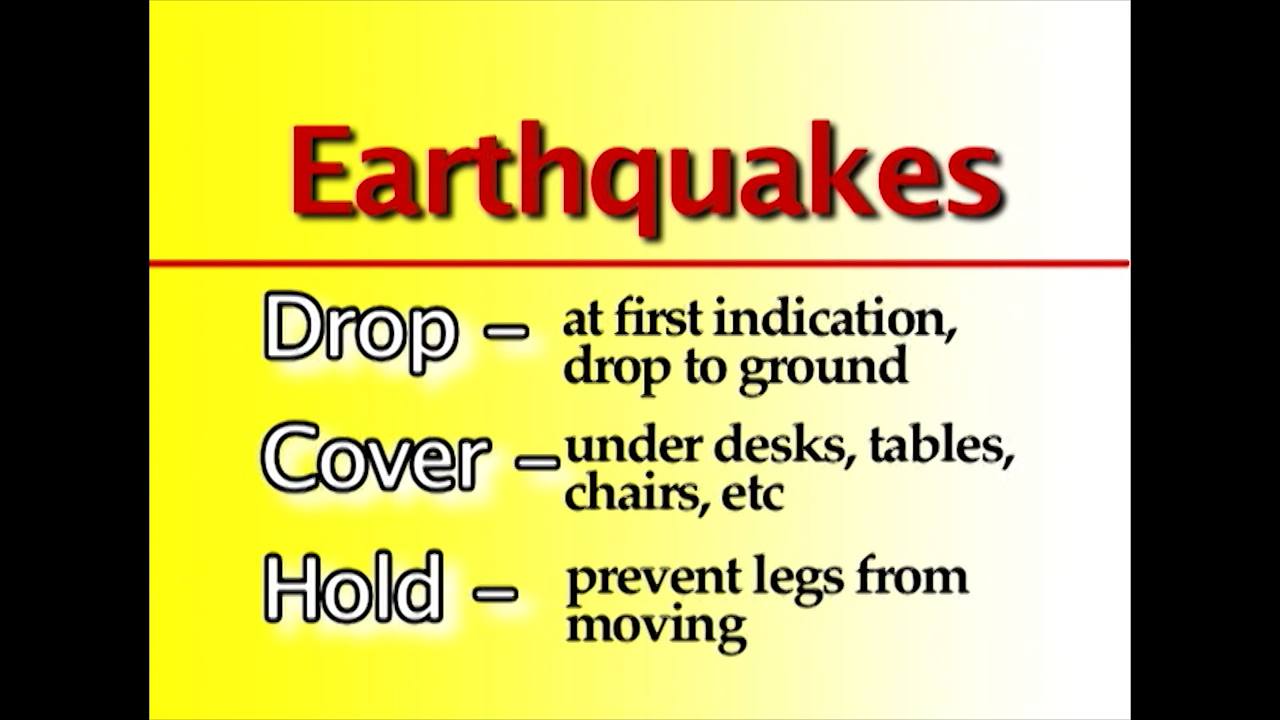 Earthquakes
Drop – at first indication,
drop to ground
Cover – under desks, tables,
chairs, etc
Hold – prevent legs from
moving